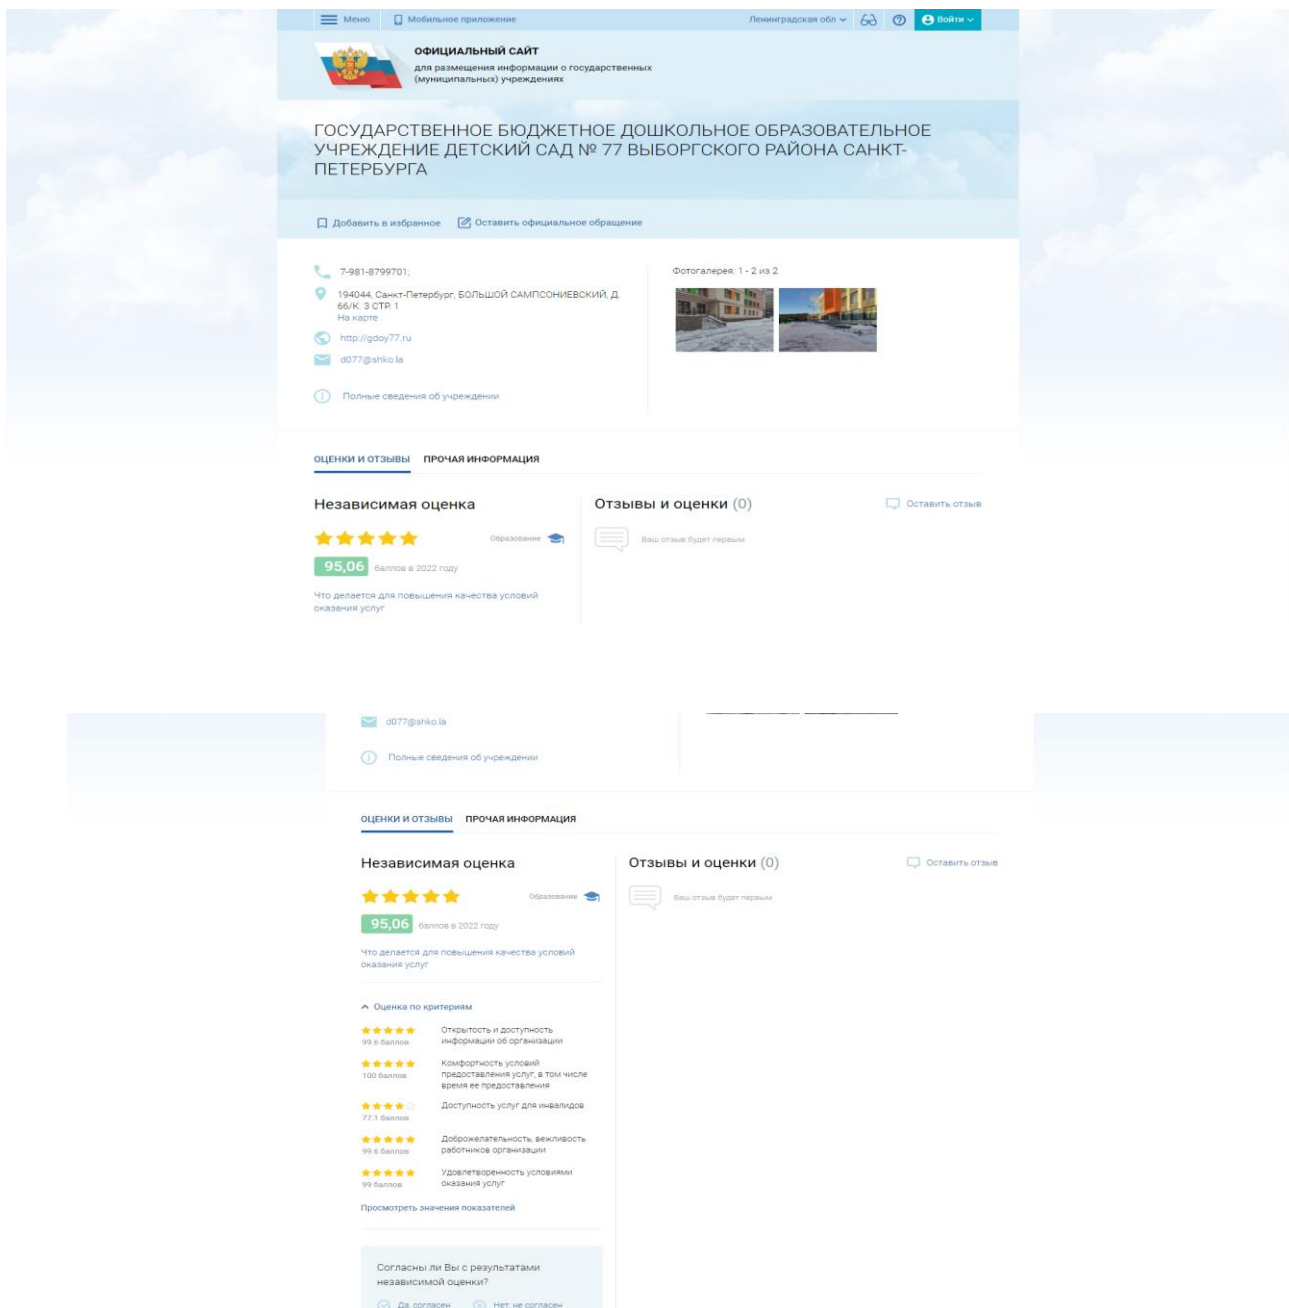 Меню
Мобильное приложение
Ленинградская обл
Войти
ОФИЦИАЛЬНЫЙ САЙТ
для размещения информации о государственных
(муниципальных) учреждениях
ГОСУДАРСТВЕННОЕ БЮДЖЕТНОЕ ДОШКОЛЬНОЕ ОБРАЗОВАТЕЛЬНОЕ
УЧРЕЖДЕНИЕ ДЕТСКИЙ САД № 77 ВЫБОРГСКОГО РАЙОНА САНКТ-
ПЕТЕРБУРГА
Добавить в избранное
Оставить официальное обращение
7-981-8799701;
194044, Санкт-Петербург, БОЛЬШОЙ САМПСОНИЕВСКИЙ, Д.
66/К. 3 СТР. 1
На карте
http://gdoy77.ru
d077@shko.la
Полные сведения об учреждении
Фотогалерея: 1 - 2 из 2
ОЦЕНКИ И ОТЗЫВЫ
ПРОЧАЯ ИНФОРМАЦИЯ
Независимая оценка
Образование
95,06 баллов в 2022 году
Что делается для повышения качества условий
оказания услуг
Отзывы и оценки (0)
Оставить отзыв
Ваш отзыв будет первым
d077@shko.la
Полные сведения об учреждении
ОЦЕНКИ И ОТЗЫВЫ
ПРОЧАЯ ИНФОРМАЦИЯ
Независимая оценка
Образование
95,06 баллов в 2022 году
Что делается для повышения качества условий
оказания услуг
Отзывы и оценки (0)
Оставить отзыв
Ваш отзыв будет первым
Оценка по критериям
99.6 баллов
Открытость и доступность
информации об организации
100 баллов
Комфортность условий
предоставления услуг, в том числе
время ее предоставления
77.1 баллов
Доступность услуг для инвалидов
99.6 баллов
Доброжелательность, вежливость
работников организации
99 баллов
Удовлетворенность условиями
оказания услуг
Просмотреть значения показателей
Согласны ли Вы с результатами
независимой оценки?
Да, согласен
Нет, не согласен